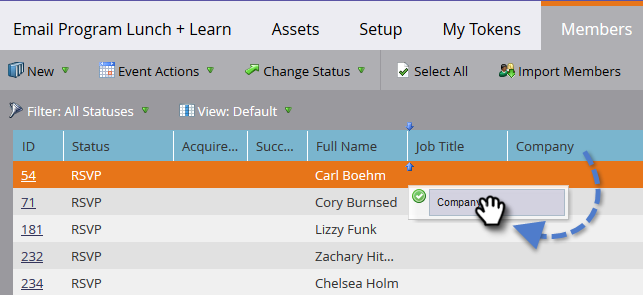 Email Program Lunch + Learn Assets Setup My Tokens Members
New Event Actions Change Status Select All Import Members
Filter: All Statuses View: Default
ID Status Acquire... Succ... Full Name Job Title Company
54 RSVP Carl Boehm
71 RSVP Cory Burnsed
Company
181 RSVP Lizzy Funk
232 RSVP Zachary Hit...
234 RSVP Chelsea Holm